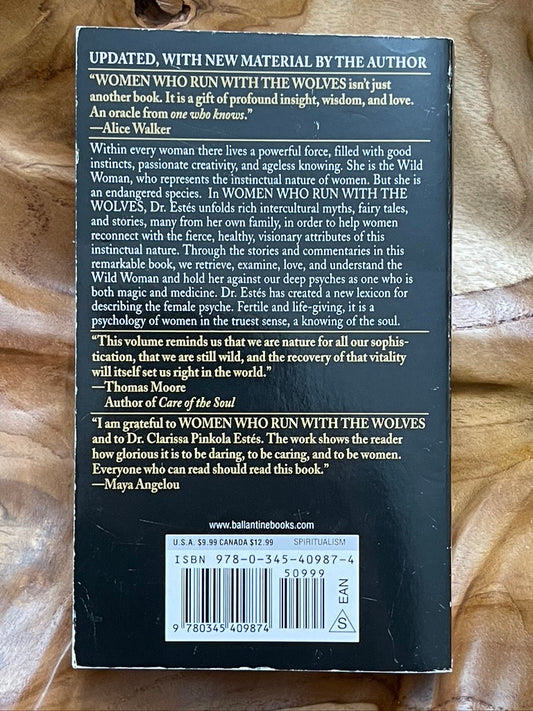 UPDATED, WITH NEW MATERIAL BY THE AUTHOR
“WOMEN WHO RUN WITH THE WOLVES isn’t just
another book. It is a gift of profound insight, wisdom, and love.
An oracle from one who knows.”
—Alice Walker
Within every woman there lives a powerful force, filled with good
instincts, passionate creativity, and ageless knowing. She is the Wild
Woman, who represents the instinctual nature of women. But she is
an endangered species. In WOMEN WHO RUN WITH THE
WOLVES, Dr. Estés unfolds rich intercultural myths, fairy tales,
and stories, many from her own family, in order to help women
reconnect with the fierce, healthy, visionary attributes of this
instinctual nature. Through the stories and commentaries in this
remarkable book, we retrieve, examine, love, and understand the
Wild Woman and hold her against our deep psyches as one who is
both magic and medicine. Dr. Estés has created a new lexicon for
describing the female psyche. Fertile and life-giving, it is a
psychology of women in the truest sense, a knowing of the soul.
“This volume reminds us that we are nature for all our sophis-
tication, that we are still wild, and the recovery of that vitality
will itself set us right in the world.”
—Thomas Moore
Author of Care of the Soul
“I am grateful to WOMEN WHO RUN WITH THE WOLVES
and to Dr. Clarissa Pinkola Estés. The work shows the reader
how glorious it is to be daring, to be caring, and to be women.
Everyone who can read should read this book.”
—Maya Angelou
www.ballantinebooks.com
U.S.A. $9.99 CANADA $12.99 SPIRITUALISM
ISBN 978-0-345-40987-4
50999
9 780345 409874
S EAN